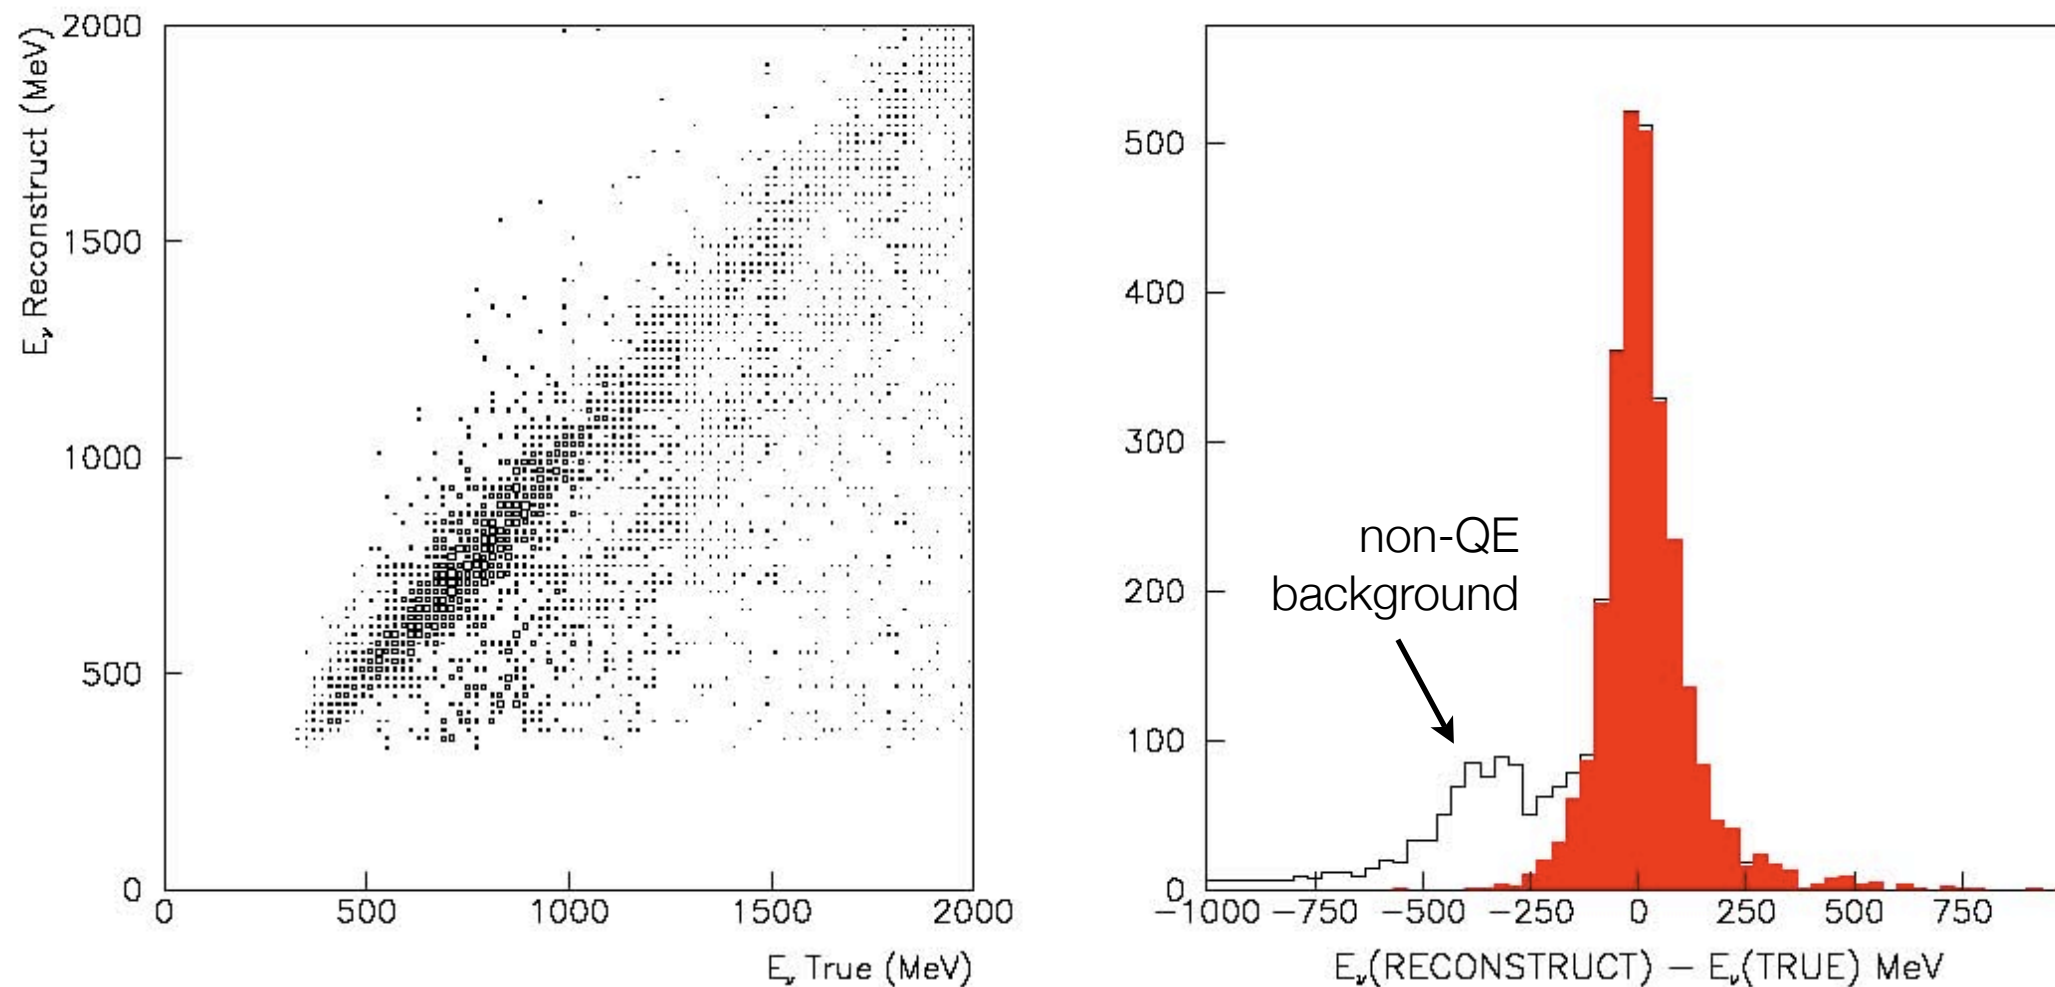 2000
1500
1000
500
0
E𝜈 Reconstruct (MeV)
0 500 1000 1500 2000
E𝜈 True (MeV)
500
400
300
200
100
0
non-QE
background
−1000 −750 −500 −250 0 250 500 750
E𝜈(RECONSTRUCT) − E𝜈(TRUE) MeV